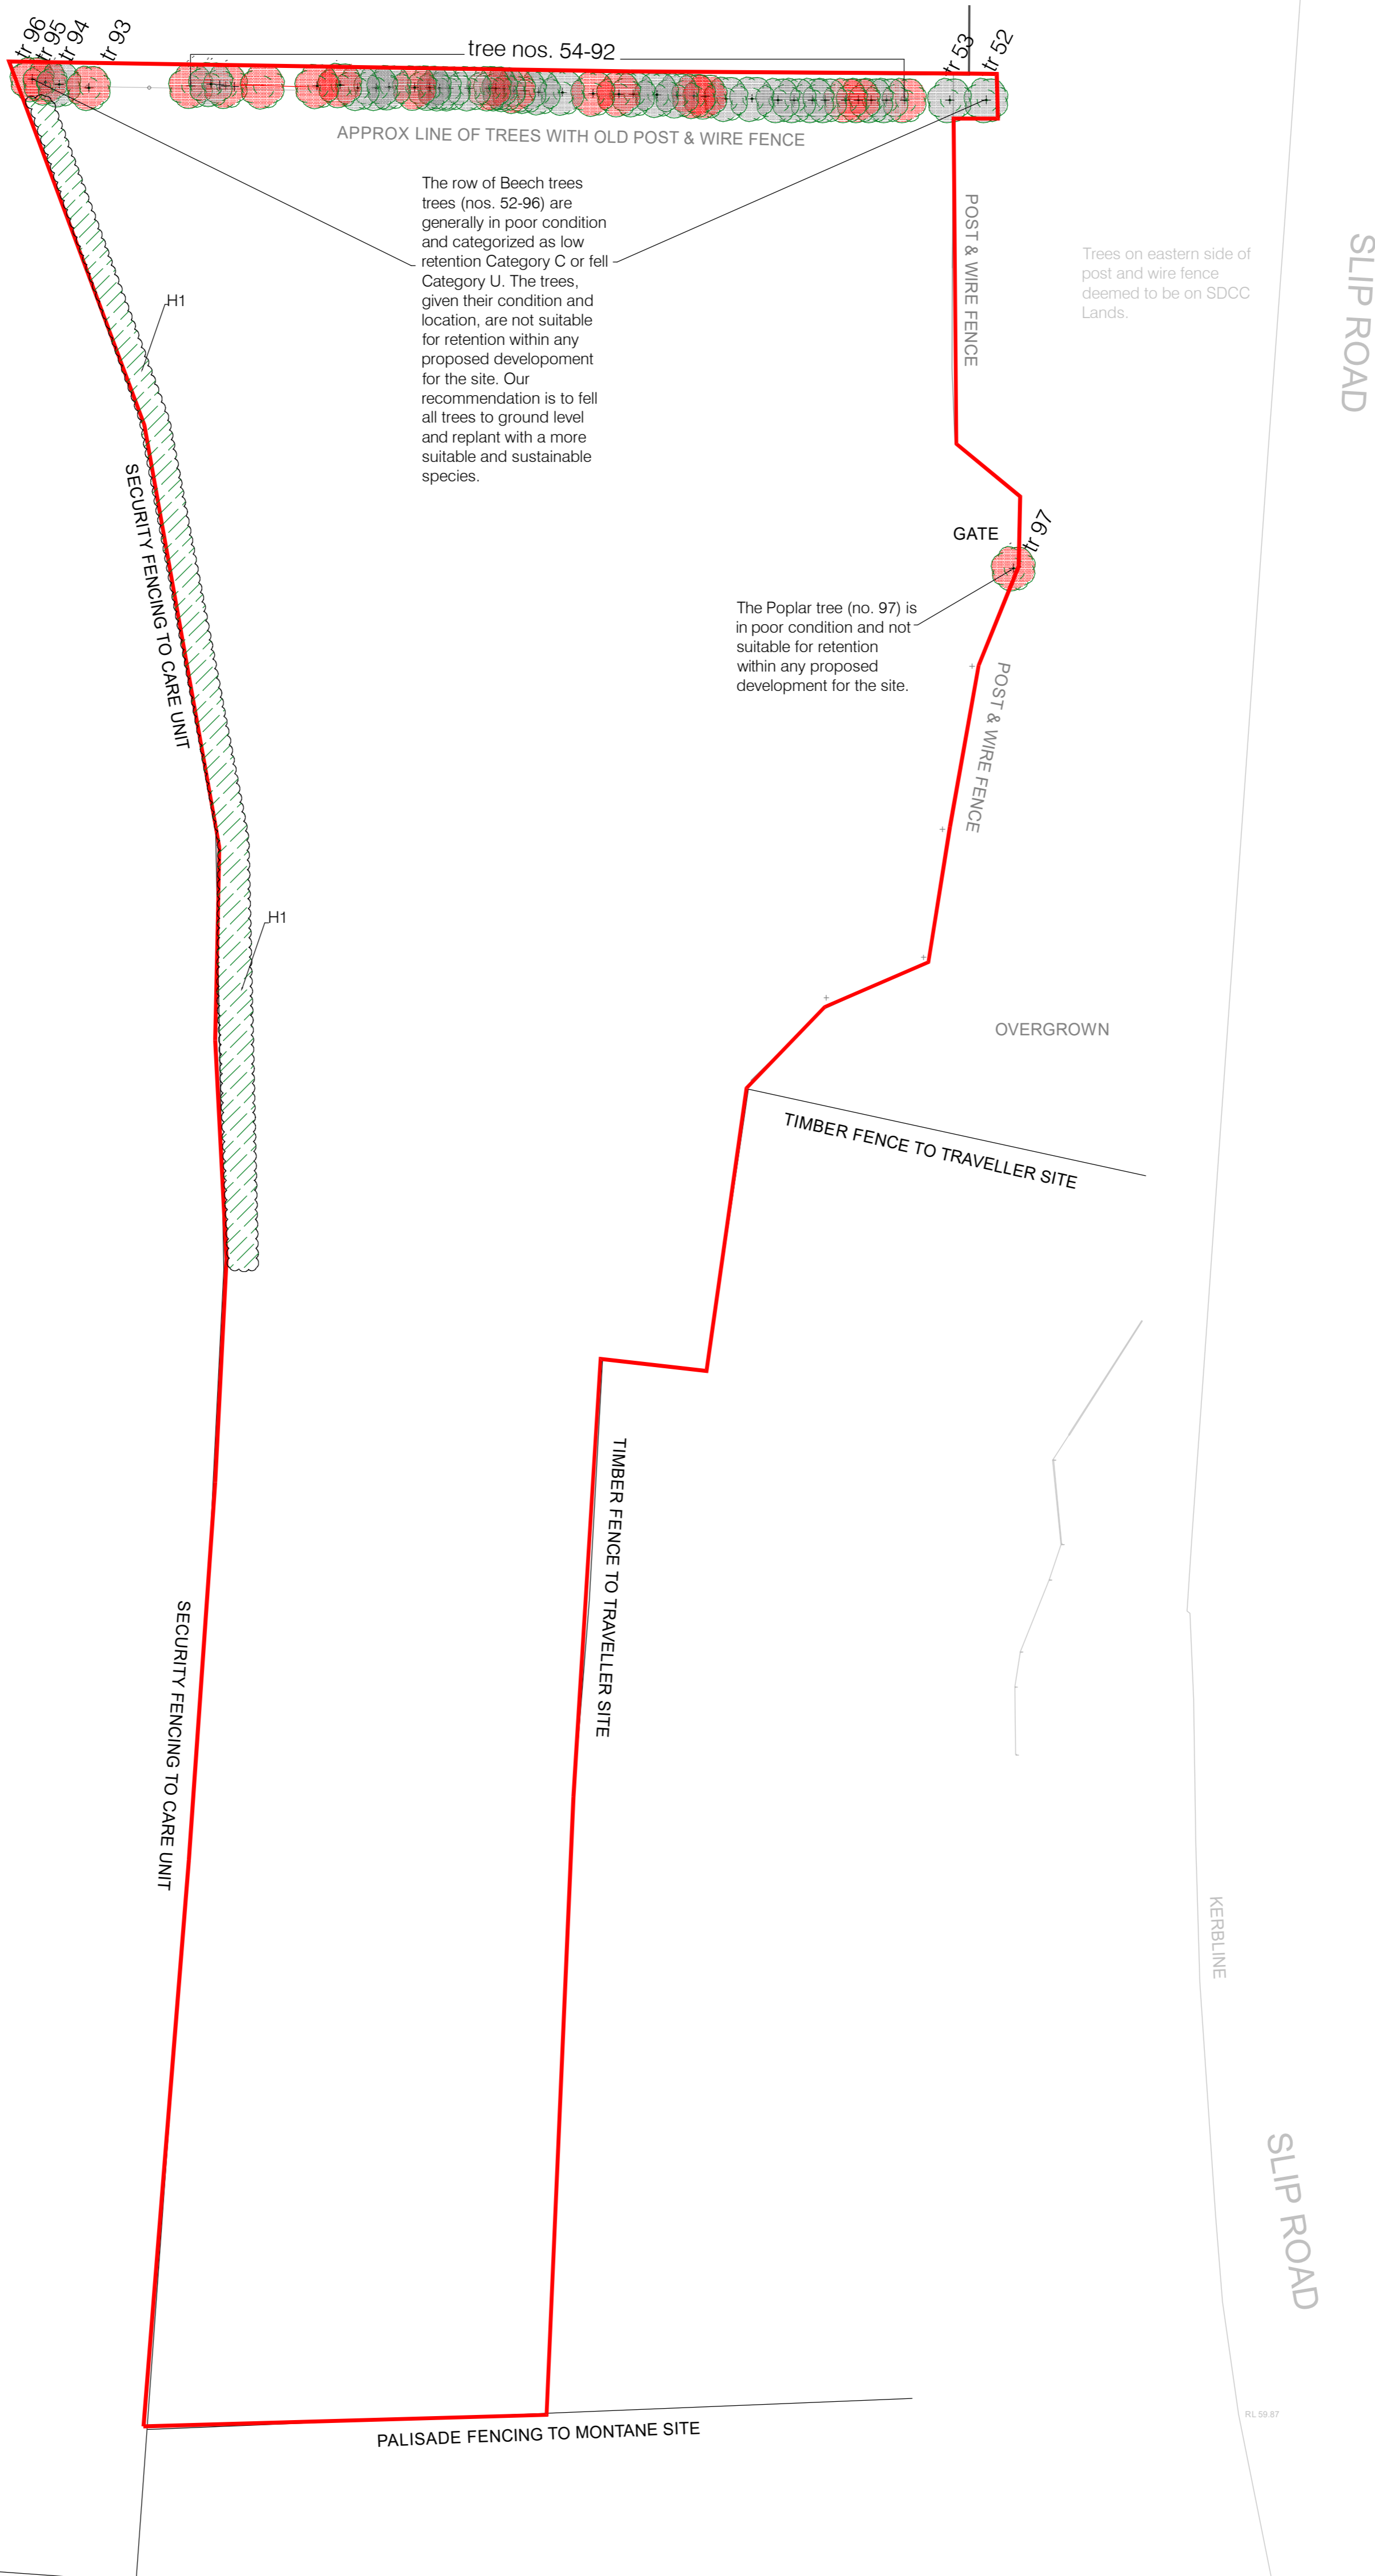 tr 96
tr 95
tr 94
tr 93
tree nos. 54-92
tr 53
tr 52
APPROX LINE OF TREES WITH OLD POST & WIRE FENCE
The row of Beech trees
trees (nos. 52-96) are
generally in poor condition
and categorized as low
retention Category C or fell
Category U. The trees,
given their condition and
location, are not suitable
for retention within any
proposed developoment
for the site. Our
recommendation is to fell
all trees to ground level
and replant with a more
suitable and sustainable
species.
POST & WIRE FENCE
Trees on eastern side of
post and wire fence
deemed to be on SDCC
Lands.
SLIP ROAD
H1
SECURITY FENCING TO CARE UNIT
GATE
tr 97
The Poplar tree (no. 97) is
in poor condition and not
suitable for retention
within any proposed
development for the site.
POST & WIRE FENCE
H1
OVERGROWN
TIMBER FENCE TO TRAVELLER SITE
TIMBER FENCE TO TRAVELLER SITE
SECURITY FENCING TO CARE UNIT
KERBLINE
SLIP ROAD
RL 59.87
PALISADE FENCING TO MONTANE SITE